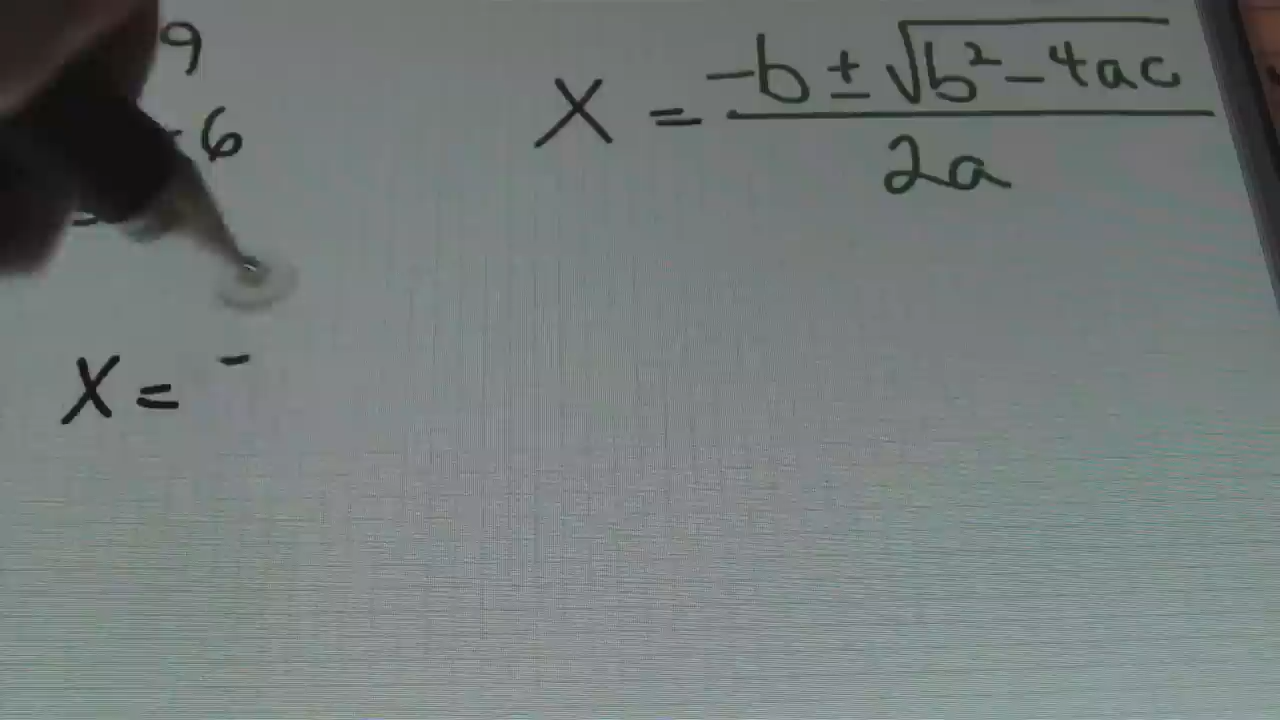 9
-6
X = -b ± √b² - 4ac / 2a
X = -